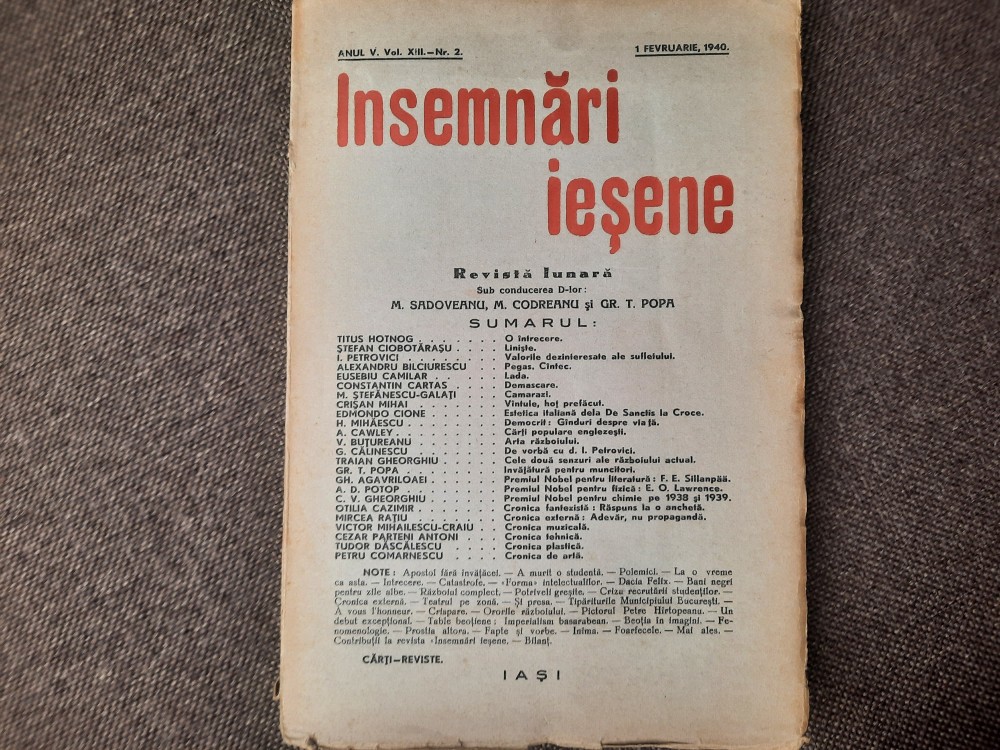 ANUL V. Vol. XIII.—Nr. 2. 1 FEVRUARIE, 1940.
Insemnări
ieşene
Revistă lunară
Sub conducerea D-lor:
M. SADOVEANU, M. CODREANU şi GR. T. POPA
SUMARUL:
TITUS HOTNOG . . . . . . . O întrecere.
ŞTEFAN CIOBOTĂRAŞU . . . . Linişte.
I. PETROVICI . . . . . . . . Valorile dezinteresate ale sufletului.
ALEXANDRU BILCIURESCU . . Pegas. Cîntec.
EUSEBIU CAMILAR . . . . . . Lada.
CONSTANTIN CARTAS . . . . Demascare.
M. ŞTEFĂNESCU-GALAŢI . . . Camarazi.
CRIŞAN MIHAI . . . . . . . Vîntule, hoţ prefăcut.
EDMONDO CIONE . . . . . . Estetica italiană dela De Sanctis la Croce.
H. MIHĂESCU . . . . . . . . Democrit: Gînduri despre viaţă.
A. CAWLEY . . . . . . . . . Cărţi populare englezeşti.
V. BUŢUREANU . . . . . . . Arta războiului.
G. CĂLINESCU . . . . . . . De vorbă cu d. I. Petrovici.
TRAIAN GHEORGHIU . . . . . Cele două senzuri ale războiului actual.
GR. T. POPA . . . . . . . . Invăţătură pentru muncitori.
GH. AGAVRILOAEI . . . . . . Premiul Nobel pentru literatură: F. E. Sillanpää.
A. D. POTOP . . . . . . . . Premiul Nobel pentru fizică: E. O. Lawrence.
C. V. GHEORGHIU . . . . . . Premiul Nobel pentru chimie pe 1938 şi 1939.
OTILIA CAZIMIR . . . . . . . Cronica fantezistă: Răspuns la o anchetă.
MIRCEA RAŢIU . . . . . . . Cronica externă: Adevăr, nu propagandă.
VICTOR MIHAILESCU-CRAIU . . Cronica muzicală.
CEZAR PARTENI ANTONI . . . Cronica tehnică.
TUDOR DĂSCĂLESCU . . . . Cronica plastică.
PETRU COMARNESCU . . . . Cronica de artă.
NOTE: Apostol fără învăţăcei. — A murit o studentă. — Polemici. — La o vreme
ca asta. — Intrecere. — Catastrofe. — «Forma» intelectualilor. — Dacia Felix. — Bani negri
pentru zile albe. — Războiul complect. — Potriveli greşite. — Criza recrutării studenţilor. —
Cronica externă. — Teatrul pe zonă. — Şi presa. — Tipăriturile Municipiului Bucureşti. —
A vous l'honneur. — Crispare. — Ororile războiului. — Pictorul Petre Hîrtopeanu. — Un
debut excepţional. — Table beoţiene: Imperialism basarabean. — Beoţia în imagini. — Fe-
nomenologie. — Prostia altora. — Fapte şi vorbe. — Inima. — Foarfecele. — Mai ales. —
Contribuţii la revista «Insemnări ieşene. — Bilanţ.
CĂRŢI—REVISTE.
IAŞI